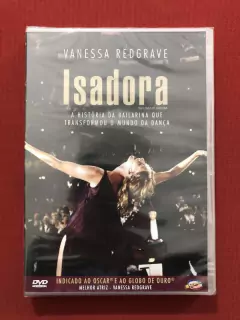 VANESSA REDGRAVE
Isadora
A HISTÓRIA DA BAILARINA QUE
TRANSFORMOU O MUNDO DA DANÇA
INDICADO AO OSCAR® E AO GLOBO DE OURO®
MELHOR ATRIZ - VANESSA REDGRAVE
DVD